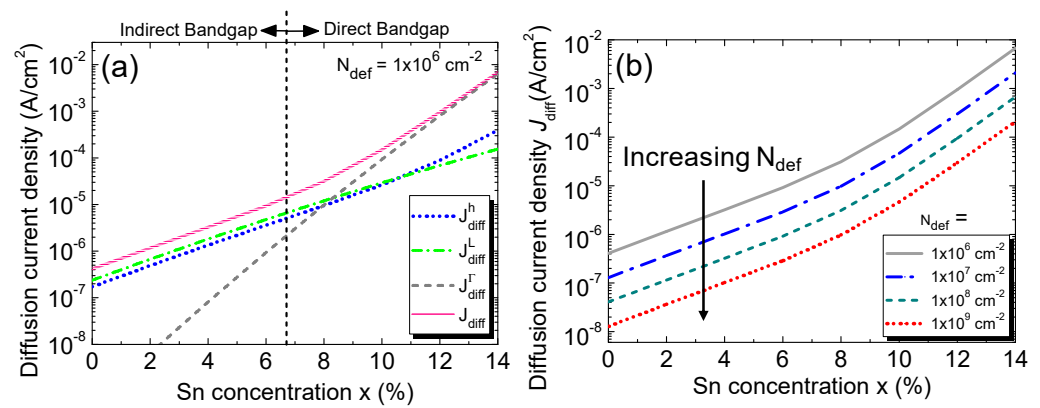 Indirect Bandgap
Direct Bandgap
(a)
N_def = 1x10^6 cm^-2
Diffusion current density (A/cm^2)
10^-2
10^-3
10^-4
10^-5
10^-6
10^-7
10^-8
J^h_diff
J^L_diff
J^Γ_diff
J_diff
0 2 4 6 8 10 12 14
Sn concentration x (%)
(b)
Diffusion current density J_diff(A/cm^2)
10^-2
10^-3
10^-4
10^-5
10^-6
10^-7
10^-8
Increasing N_def
N_def =
1x10^6 cm^-2
1x10^7 cm^-2
1x10^8 cm^-2
1x10^9 cm^-2
0 2 4 6 8 10 12 14
Sn concentration x (%)